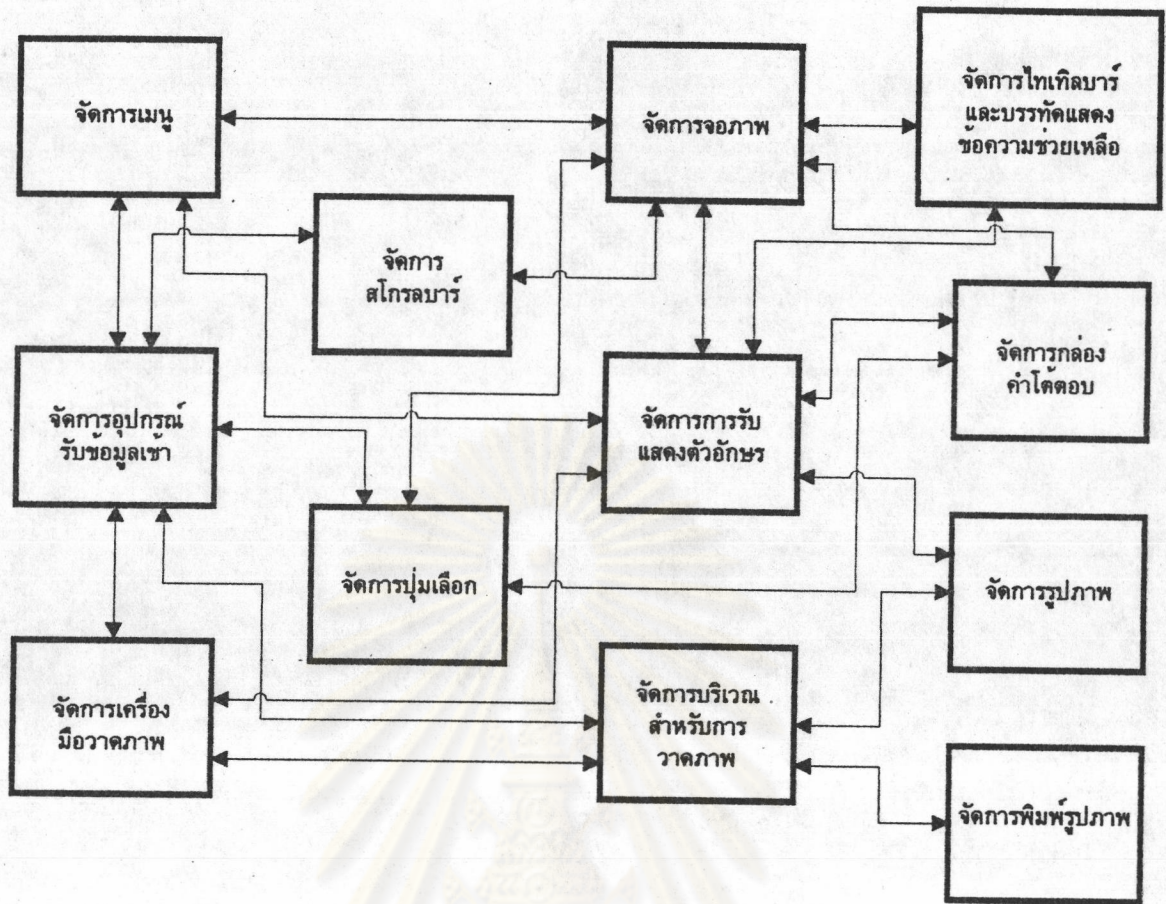 จัดการเมนู
จัดการจอภาพ
จัดการไทเทิลบาร์
และบรรทัดแสดง
ข้อความช่วยเหลือ
จัดการ
สโกรลบาร์
จัดการกล่อง
คำโต้ตอบ
จัดการอุปกรณ์
รับข้อมูลเข้า
จัดการการรับ
แสดงตัวอักษร
จัดการปุ่มเลือก
จัดการรูปภาพ
จัดการเครื่อง
มือวาดภาพ
จัดการบริเวณ
สำหรับการ
วาดภาพ
จัดการพิมพ์รูปภาพ